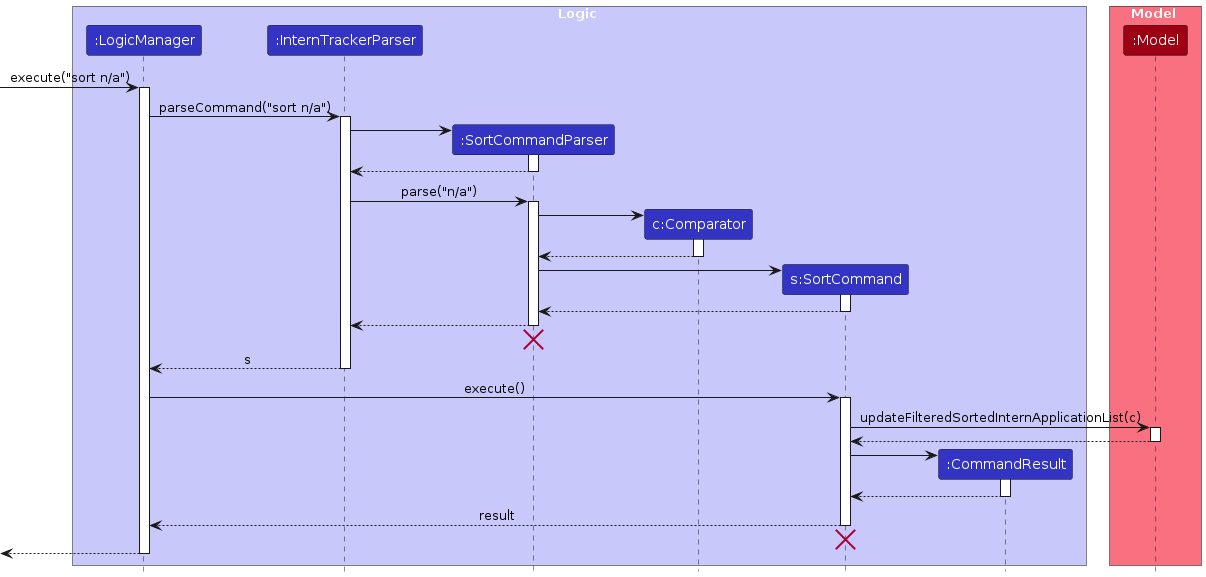 Logic
Model
:LogicManager
:InternTrackerParser
:Model
execute("sort n/a")
parseCommand("sort n/a")
:SortCommandParser
parse("n/a")
c:Comparator
s:SortCommand
s
execute()
updateFilteredSortedInternApplicationList(c)
:CommandResult
result